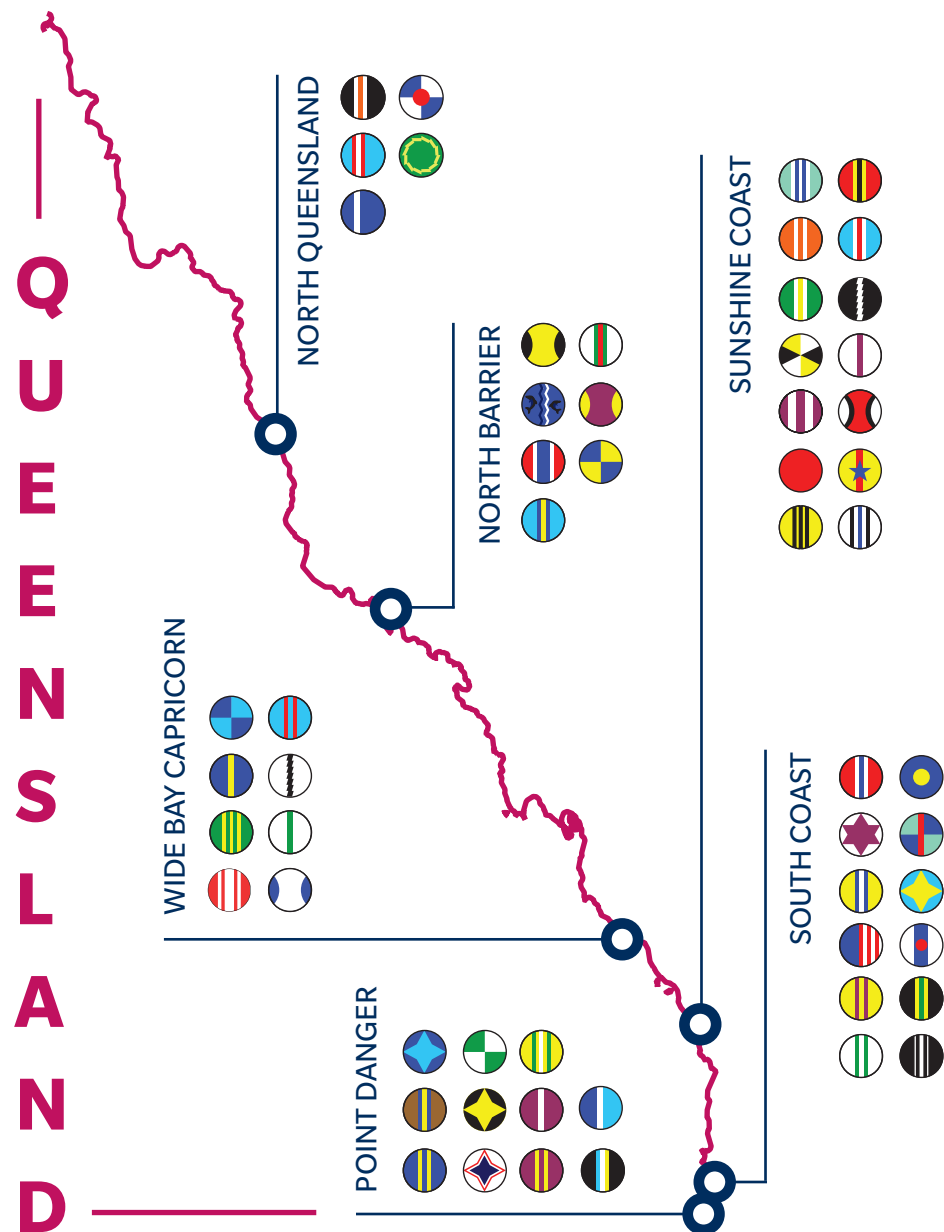 QUEENSLAND
NORTH QUEENSLAND
NORTH BARRIER
SUNSHINE COAST
WIDE BAY CAPRICORN
SOUTH COAST
POINT DANGER